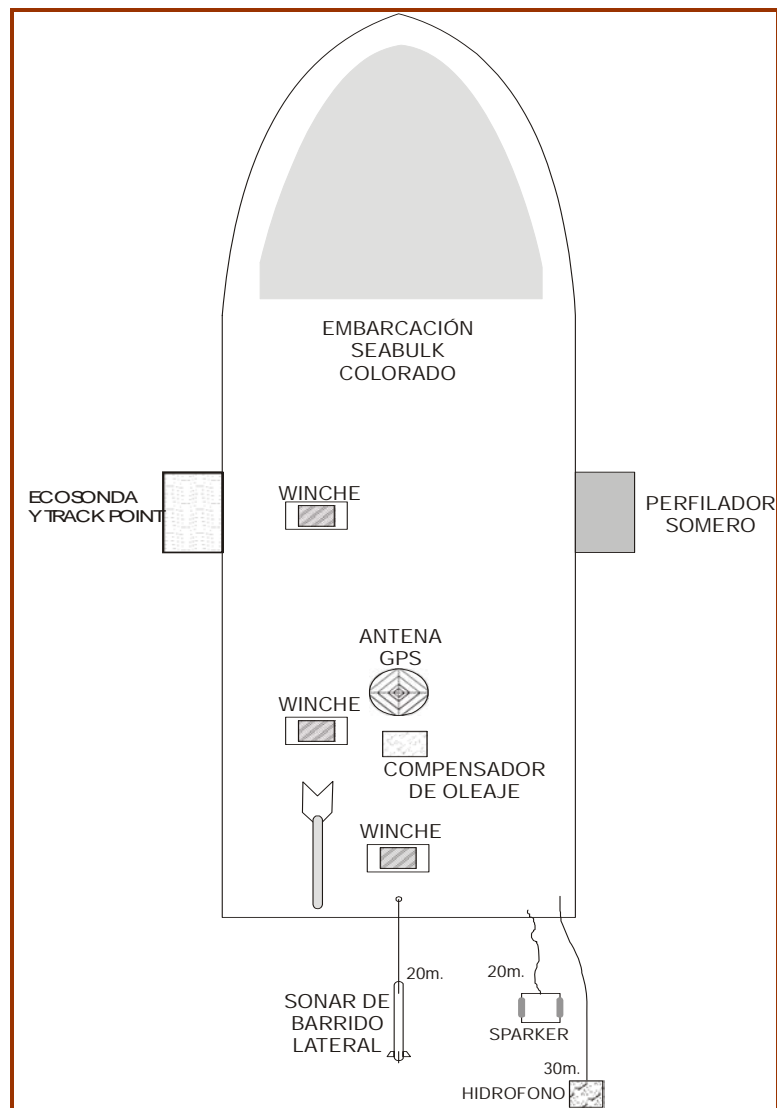 EMBARCACIÓN
SEABULK
COLORADO
ECOSONDA
Y TRACK POINT
WINCHE
PERFILADOR
SOMERO
ANTENA
GPS
WINCHE
COMPENSADOR
DE OLEAJE
WINCHE
20m.
20m.
SONAR DE
BARRIDO
LATERAL
SPARKER
30m.
HIDROFONO